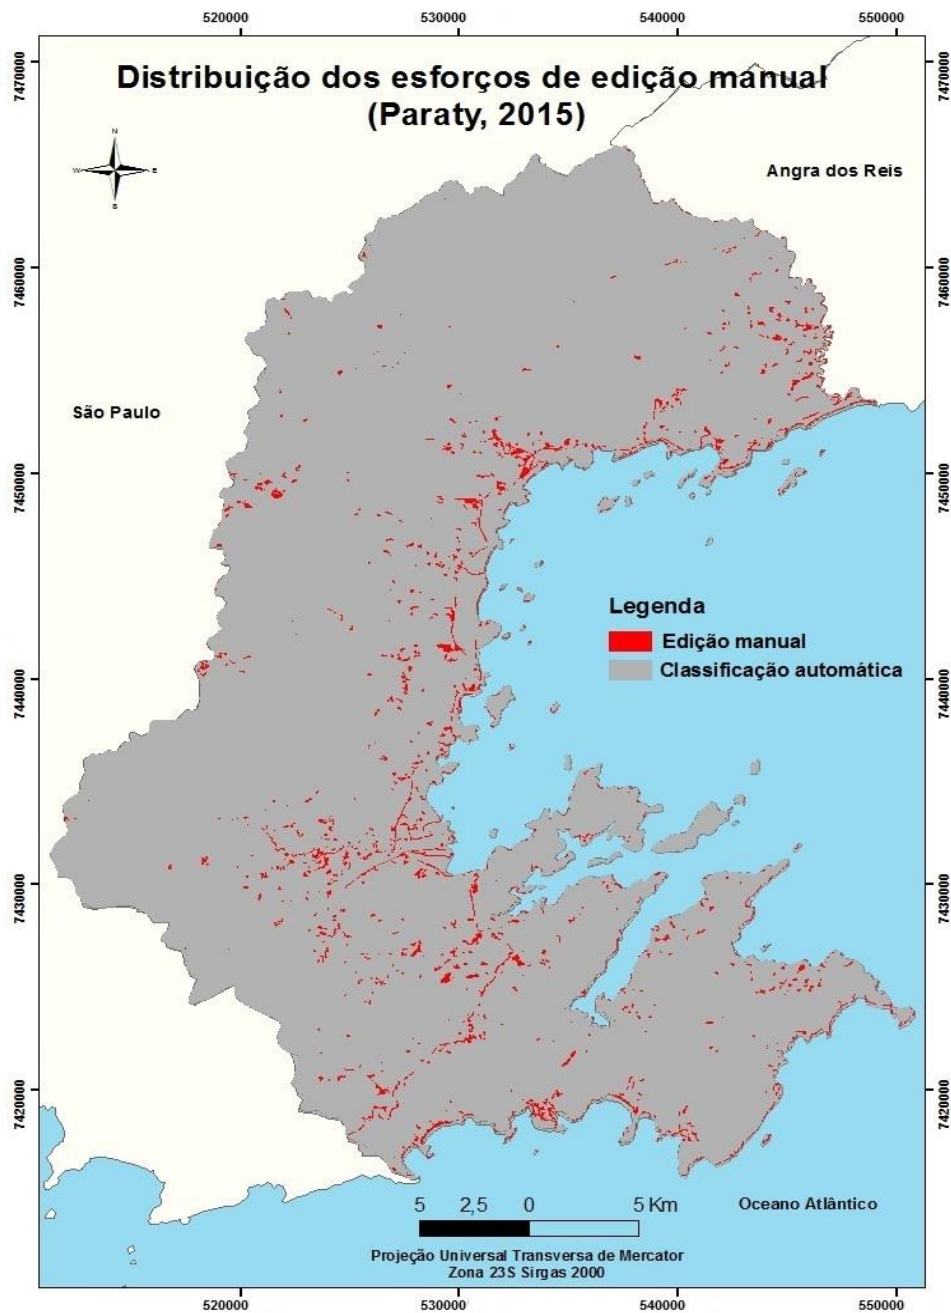 520000 530000 540000 550000
Distribuição dos esforços de edição manual
(Paraty, 2015)
N
W E
S
Angra dos Reis
São Paulo
Legenda
Edição manual
Classificação automática
7470000 7470000
7460000 7460000
7450000 7450000
7440000 7440000
7430000 7430000
7420000 7420000
5 2,5 0 5 Km
Oceano Atlântico
Projeção Universal Transversa de Mercator
Zona 23S Sirgas 2000
520000 530000 540000 550000